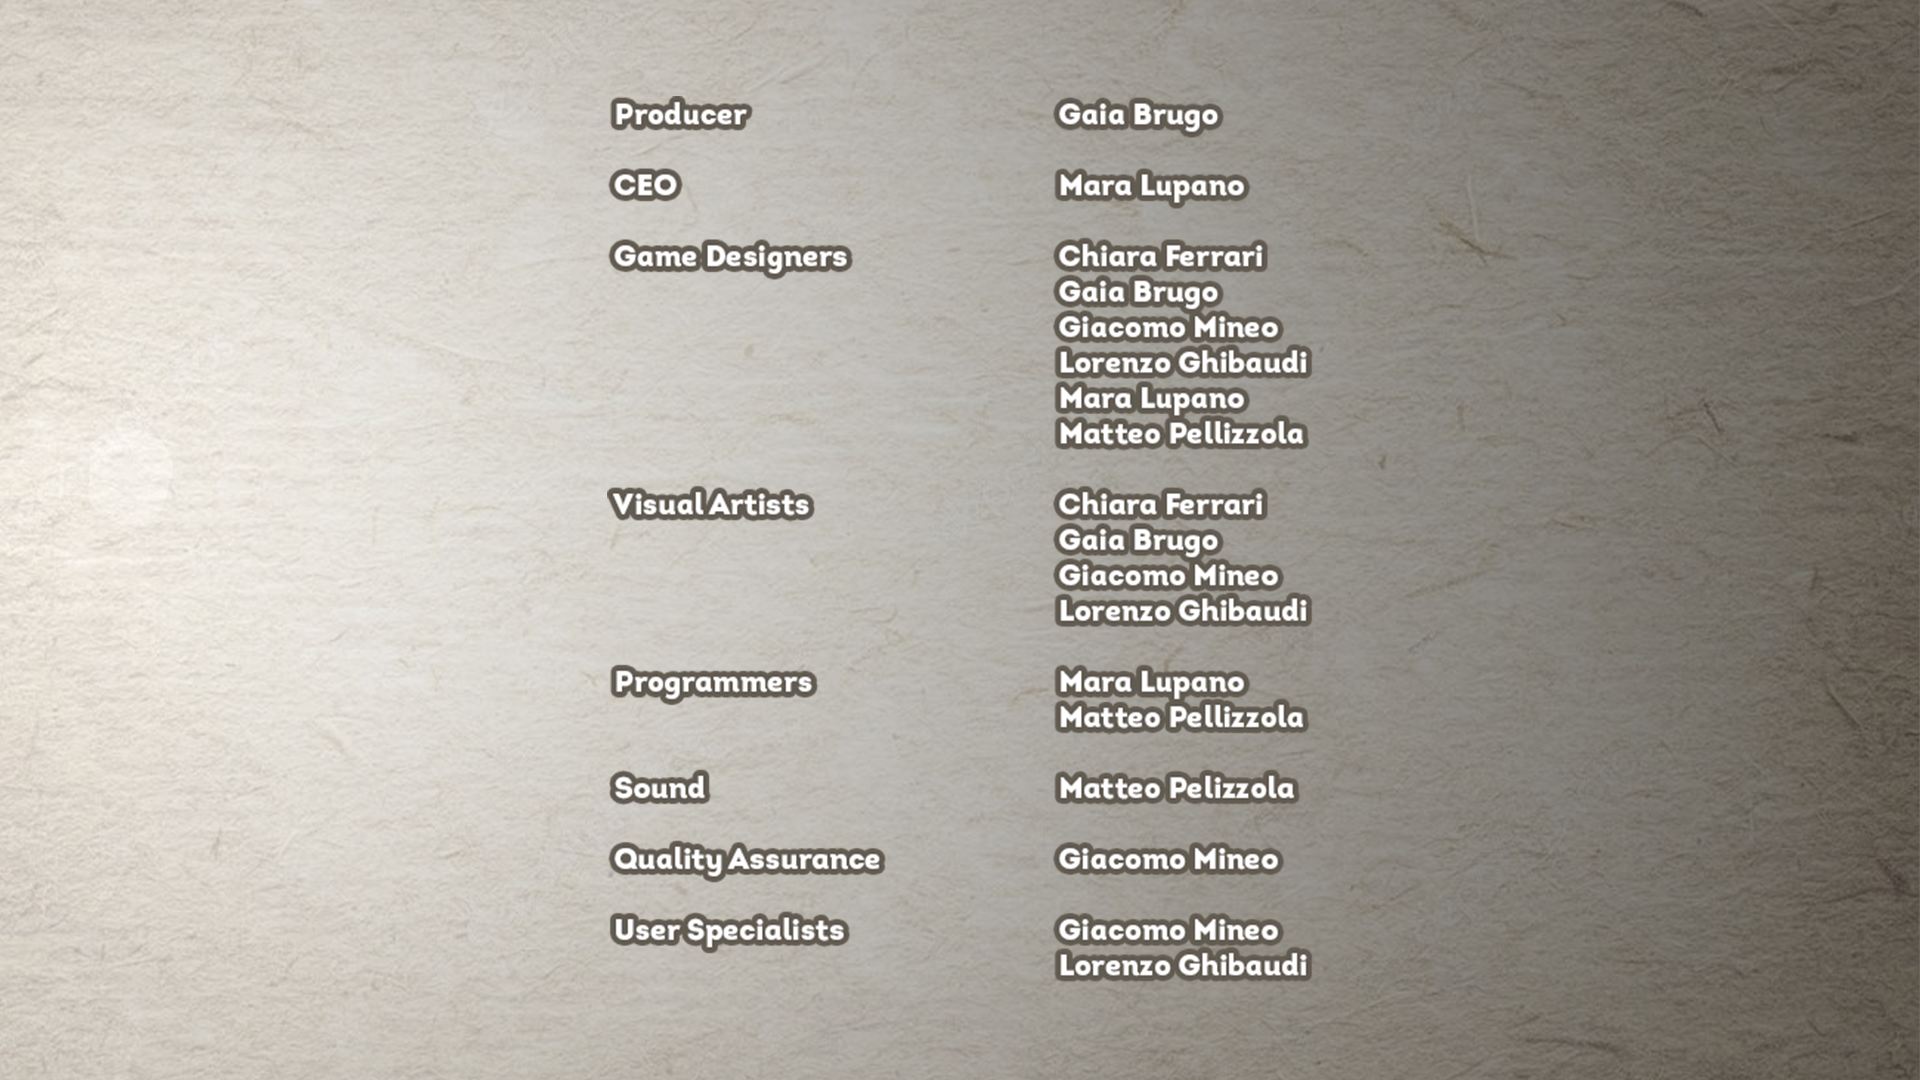 Producer Gaia Brugo
CEO Mara Lupano
Game Designers Chiara Ferrari
Gaia Brugo
Giacomo Mineo
Lorenzo Ghibaudi
Mara Lupano
Matteo Pellizzola
Visual Artists Chiara Ferrari
Gaia Brugo
Giacomo Mineo
Lorenzo Ghibaudi
Programmers Mara Lupano
Matteo Pellizzola
Sound Matteo Pelizzola
Quality Assurance Giacomo Mineo
User Specialists Giacomo Mineo
Lorenzo Ghibaudi